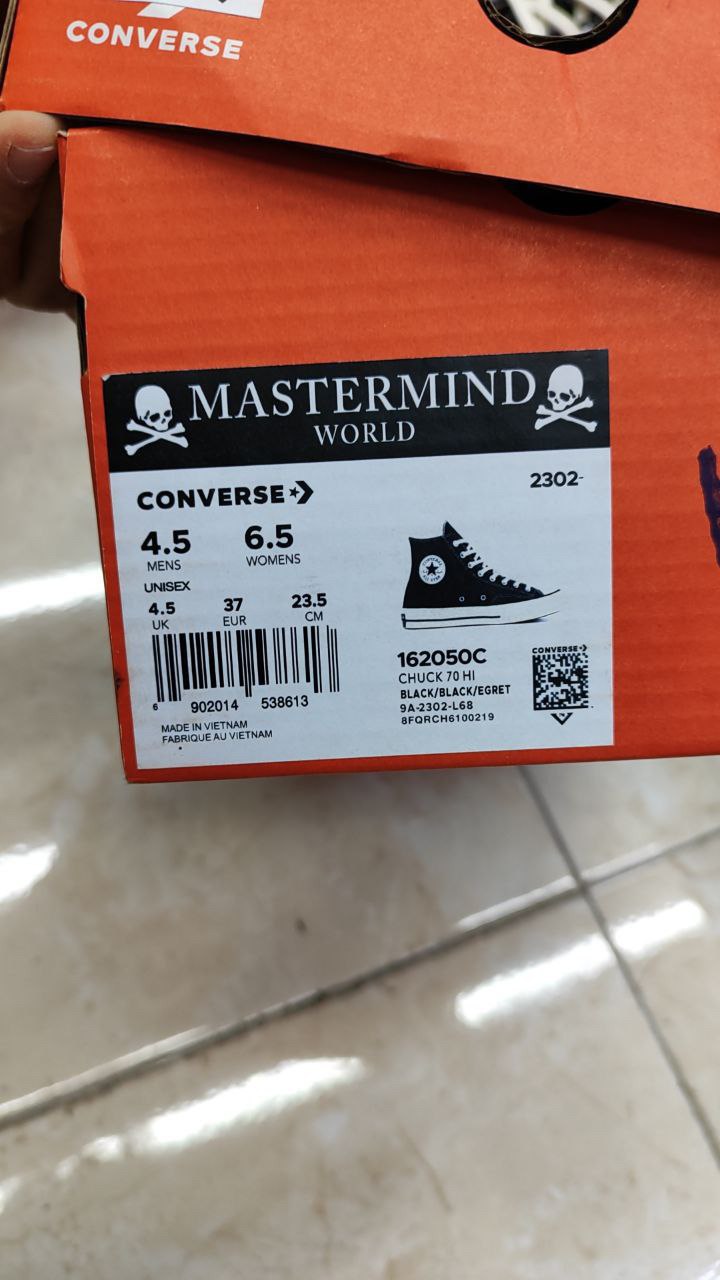 CONVERSE
MASTERMIND
WORLD
CONVERSE
2302-
4.5 6.5
MENS WOMENS
UNISEX
4.5 37 23.5
UK EUR CM
6 902014 538613
MADE IN VIETNAM
FABRIQUE AU VIETNAM
162050C
CHUCK 70 HI
BLACK/BLACK/EGRET
9A-2302-L68
8FQRCH6100219
CONVERSE